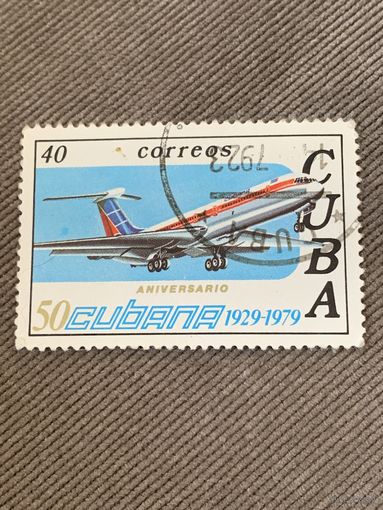 40 correos
CUBA
ANIVERSARIO
50 CUBANA 1929-1979